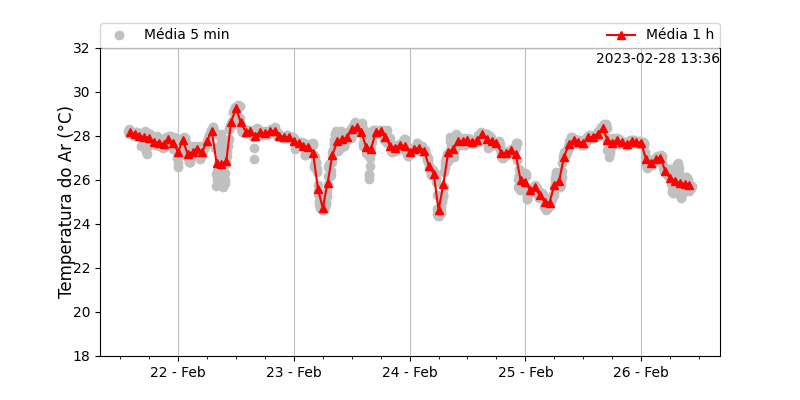 Média 5 min
Média 1 h
2023-02-28 13:36
Temperatura do Ar (°C)
32
30
28
26
24
22
20
18
22 - Feb
23 - Feb
24 - Feb
25 - Feb
26 - Feb